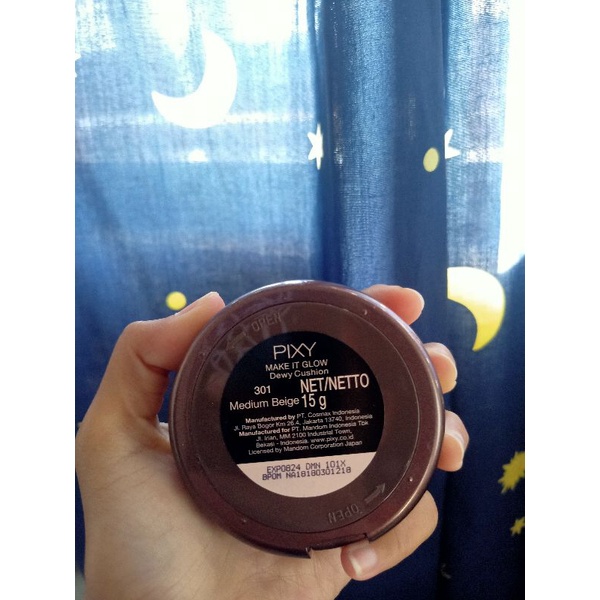 OPEN
PIXY
MAKE IT GLOW
Dewy Cushion
301 NET/NETTO
Medium Beige 15 g
Manufactured by PT. Cosmax Indonesia
Jl. Raya Bogor Km 26.4, Jakarta 13740, Indonesia
Manufactured for PT. Mandom Indonesia Tbk
Jl. Irian, MM 2100 Industrial Town,
Bekasi - Indonesia. www.pixy.co.id
Licensed by Mandom Corporation Japan
EXP0824 DMN 101X
BPOM NA18180301218
OPEN